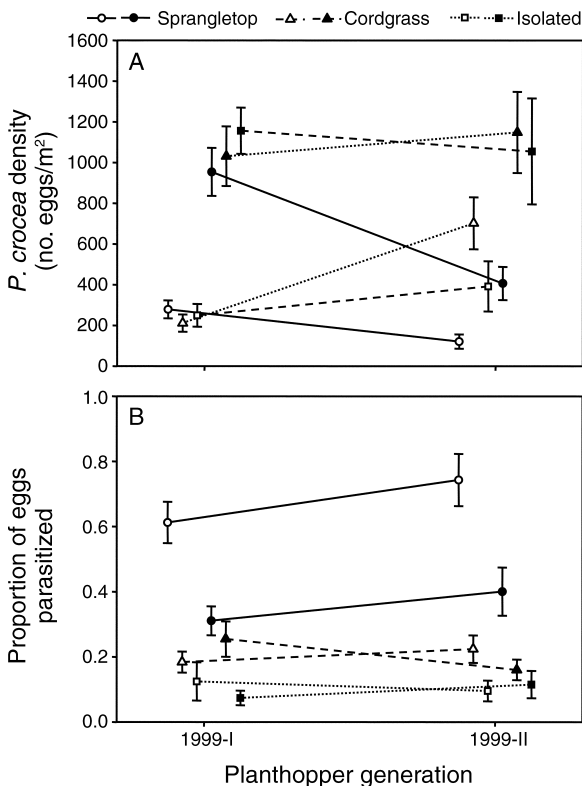 Sprangletop Cordgrass Isolated
A
1600
1400
1200
1000
800
600
400
200
0
P. crocea density
(no. eggs/m²)
B
1.0
0.8
0.6
0.4
0.2
0.0
Proportion of eggs
parasitized
1999-I 1999-II
Planthopper generation